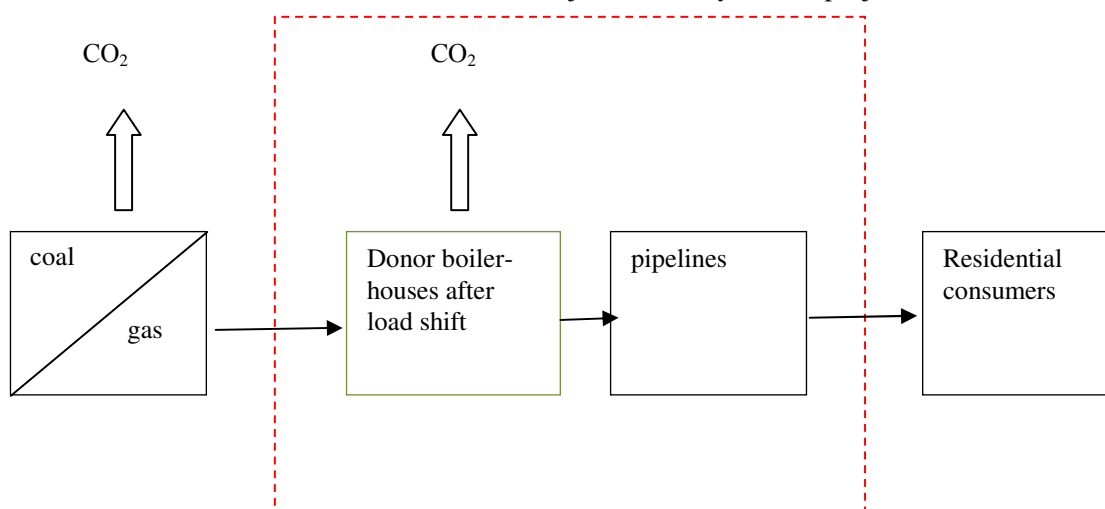 CO₂
CO₂
coal
gas
Donor boiler-
houses after
load shift
pipelines
Residential
consumers